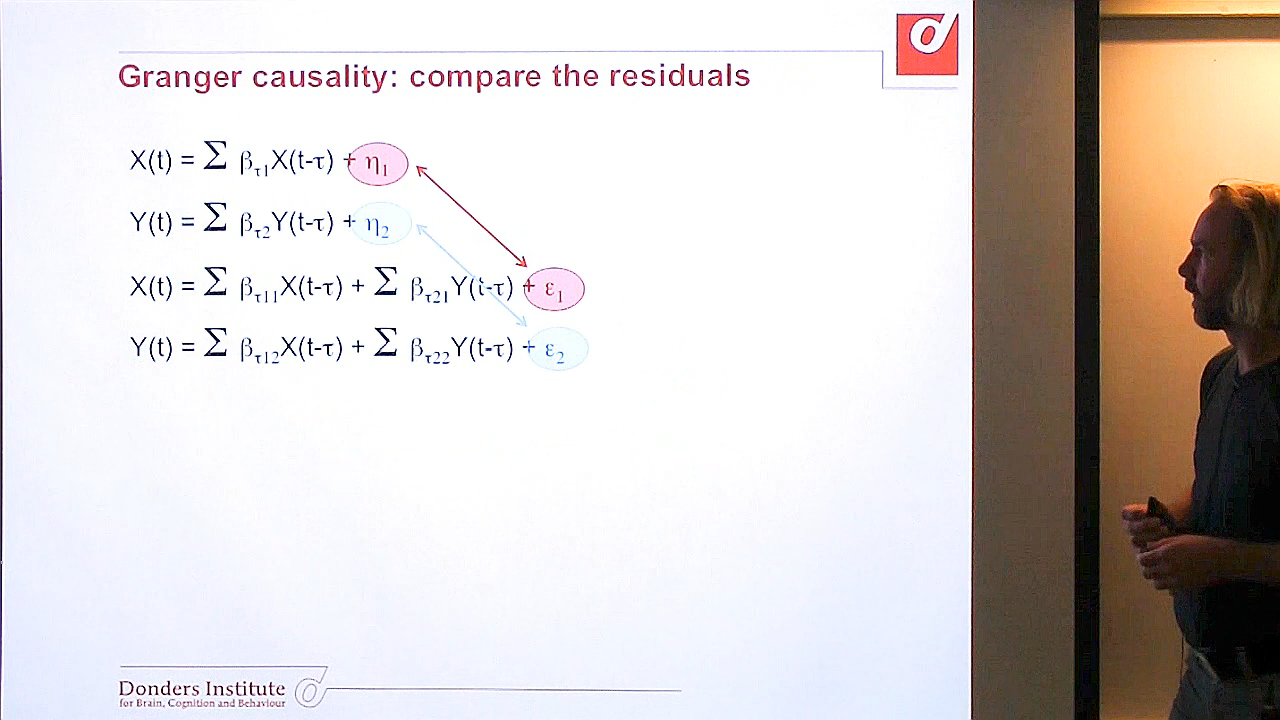 Granger causality: compare the residuals
X(t) = Σ βτ1X(t-τ) + η1
Y(t) = Σ βτ2Y(t-τ) + η2
X(t) = Σ βτ11X(t-τ) + Σ βτ21Y(t-τ) + ε1
Y(t) = Σ βτ12X(t-τ) + Σ βτ22Y(t-τ) + ε2
Donders Institute
for Brain, Cognition and Behaviour